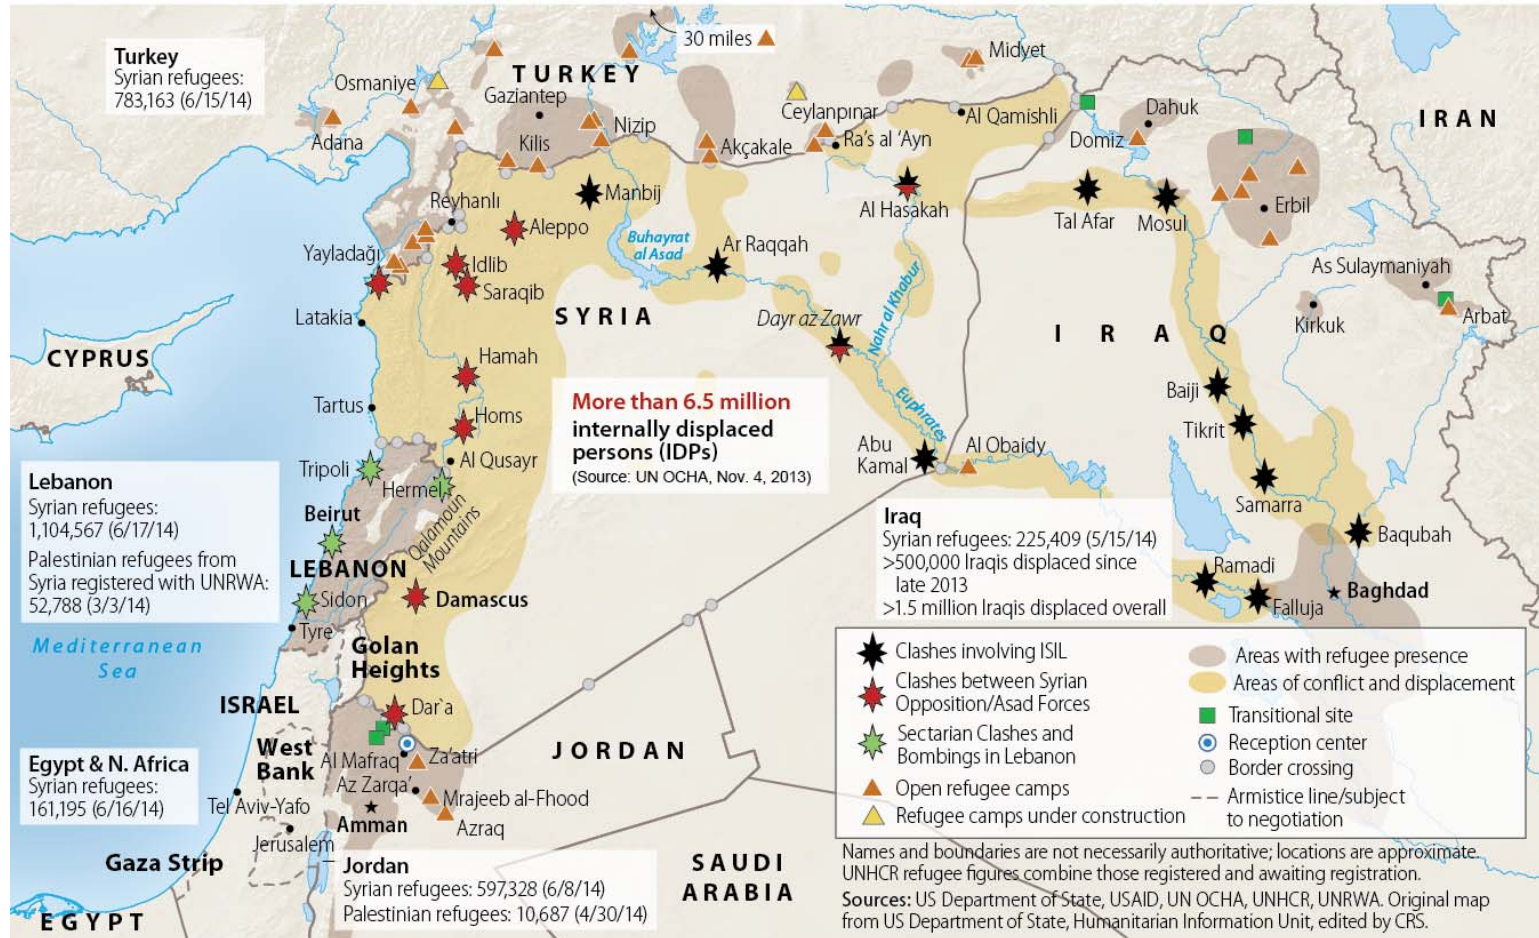 30 miles
Turkey
Syrian refugees:
783,163 (6/15/14)
TURKEY
Osmaniye
Gaziantep
Adana
Kilis
Nizip
Akçakale
Ceylanpınar
Midyet
Ra's al 'Ayn
Al Qamishli
Dahuk
Domiz
IRAN
Reyhanlı
Manbij
Al Hasakah
Tal Afar
Mosul
Erbil
Aleppo
Yayladağı
Idlib
Saraqib
Buhayrat
al Asad
Ar Raqqah
As Sulaymaniyah
Latakia
SYRIA
Dayr az Zawr
Nahr al Khabur
IRAQ
Kirkuk
Arbat
CYPRUS
Hamah
Baiji
Tartus
Homs
More than 6.5 million
internally displaced
persons (IDPs)
(Source: UN OCHA, Nov. 4, 2013)
Euphrates
Tikrit
Abu
Kamal
Al Obaidy
Tripoli
Al Qusayr
Hermel
Samarra
Lebanon
Syrian refugees:
1,104,567 (6/17/14)
Palestinian refugees from
Syria registered with UNRWA:
52,788 (3/3/14)
Beirut
Qalamoun
Mountains
LEBANON
Sidon
Damascus
Tyre
Iraq
Syrian refugees: 225,409 (5/15/14)
>500,000 Iraqis displaced since
late 2013
>1.5 million Iraqis displaced overall
Baqubah
Ramadi
Falluja
Baghdad
Mediterranean
Sea
Golan
Heights
ISRAEL
Dar`a
West
Bank
Al Mafraq
Za'atri
JORDAN
Az Zarqa'
Mrajeeb al-Fhood
Azraq
Amman
Egypt & N. Africa
Syrian refugees:
161,195 (6/16/14)
Tel Aviv-Yafo
Jerusalem
Gaza Strip
EGYPT
Jordan
Syrian refugees: 597,328 (6/8/14)
Palestinian refugees: 10,687 (4/30/14)
SAUDI
ARABIA
Clashes involving ISIL
Clashes between Syrian
Opposition/Asad Forces
Sectarian Clashes and
Bombings in Lebanon
Open refugee camps
Refugee camps under construction
Areas with refugee presence
Areas of conflict and displacement
Transitional site
Reception center
Border crossing
Armistice line/subject
to negotiation
Names and boundaries are not necessarily authoritative; locations are approximate.
UNHCR refugee figures combine those registered and awaiting registration.
Sources: US Department of State, USAID, UN OCHA, UNHCR, UNRWA. Original map
from US Department of State, Humanitarian Information Unit, edited by CRS.